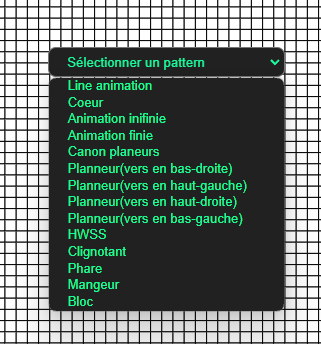 Sélectionner un pattern
Line animation
Coeur
Animation inifinie
Animation finie
Canon planeurs
Planneur(vers en bas-droite)
Planneur(vers en haut-gauche)
Planneur(vers en haut-droite)
Planneur(vers en bas-gauche)
HWSS
Clignotant
Phare
Mangeur
Bloc